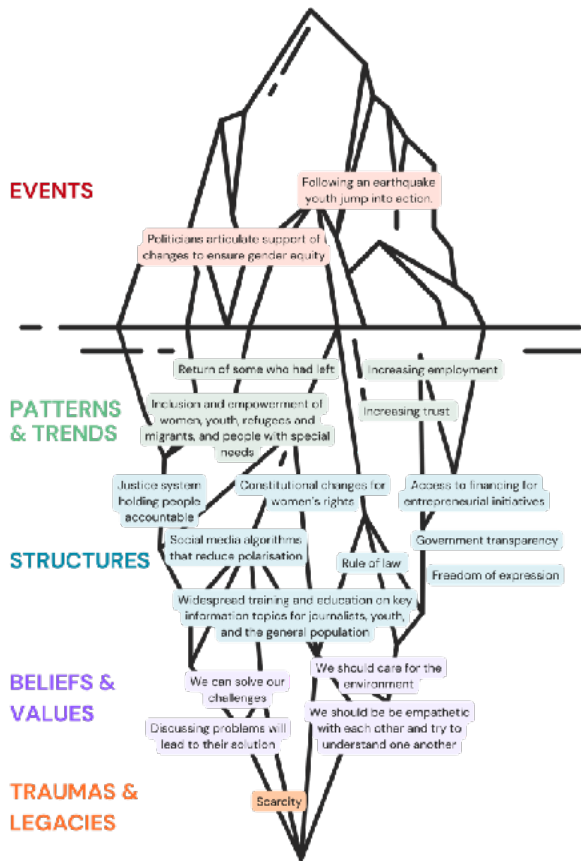 EVENTS
Following an earthquake
youth jump into action.
Politicians articulate support of
changes to ensure gender equity
PATTERNS
& TRENDS
Return of some who had left
Increasing employment
Inclusion and empowerment of
women, youth, refugees and
migrants, and people with special
needs
Increasing trust
STRUCTURES
Justice system
holding people
accountable
Constitutional changes for
women's rights
Access to financing for
entrepreneurial initiatives
Social media algorithms
that reduce polarisation
Government transparency
Rule of law
Freedom of expression
Widespread training and education on key
information topics for journalists, youth,
and the general population
BELIEFS &
VALUES
We can solve our
challenges
We should care for the
environment
Discussing problems will
lead to their solution
We should be be empathetic
with each other and try to
understand one another
TRAUMAS &
LEGACIES
Scarcity